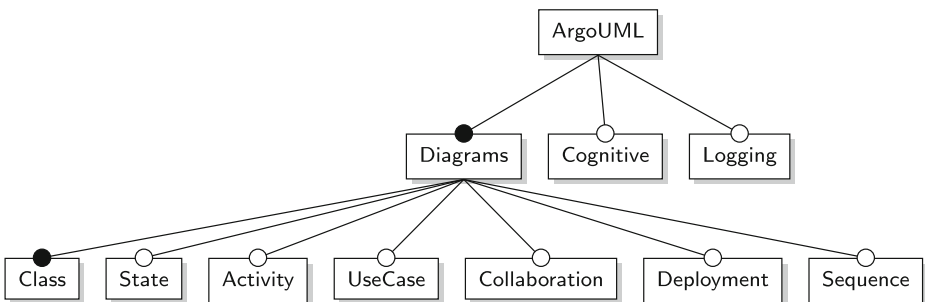 ArgoUML
Diagrams Cognitive Logging
Class State Activity UseCase Collaboration Deployment Sequence